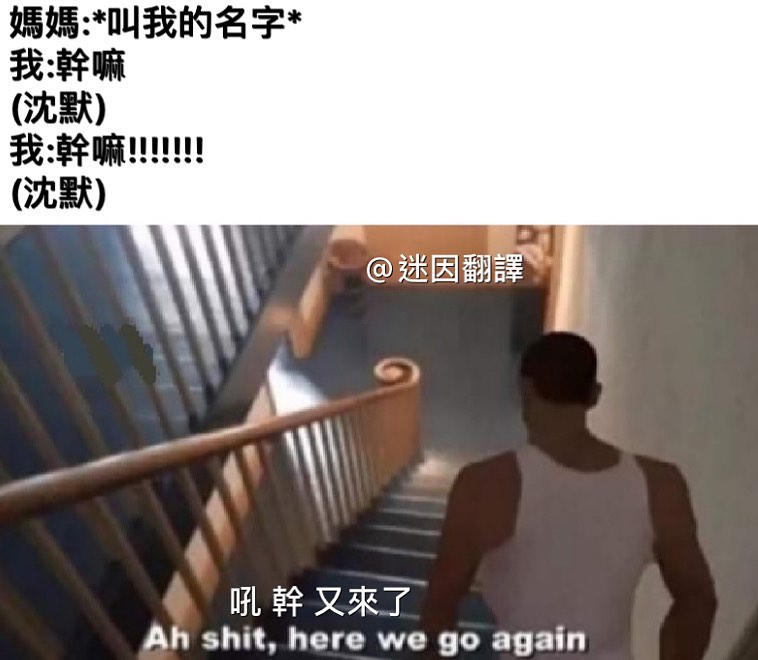 媽媽:*叫我的名字*
我:幹嘛
(沈默)
我:幹嘛!!!!!!!
(沈默)
@迷因翻譯
吼 幹 又來了
Ah shit, here we go again